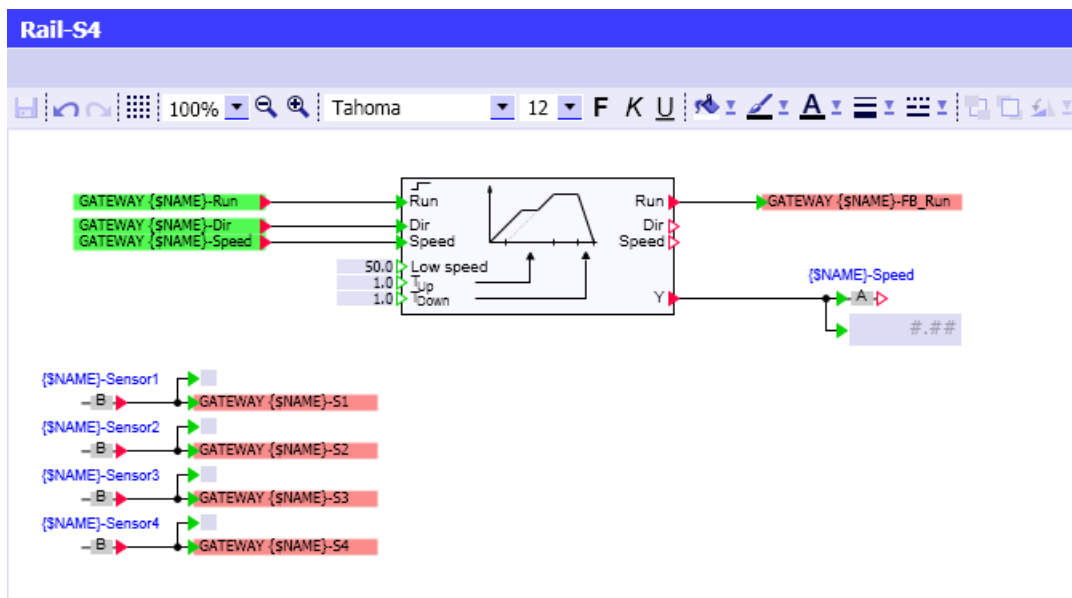 Rail-S4
100% Tahoma 12 F K U A
GATEWAY {$NAME}-Run
GATEWAY {$NAME}-Dir
GATEWAY {$NAME}-Speed
50.0
1.0
1.0
Run
Dir
Speed
Low speed
TUp
TDown
Run
Dir
Speed
Y
GATEWAY {$NAME}-FB_Run
{$NAME}-Speed
A
#.##
{$NAME}-Sensor1
B
GATEWAY {$NAME}-S1
{$NAME}-Sensor2
B
GATEWAY {$NAME}-S2
{$NAME}-Sensor3
B
GATEWAY {$NAME}-S3
{$NAME}-Sensor4
B
GATEWAY {$NAME}-S4